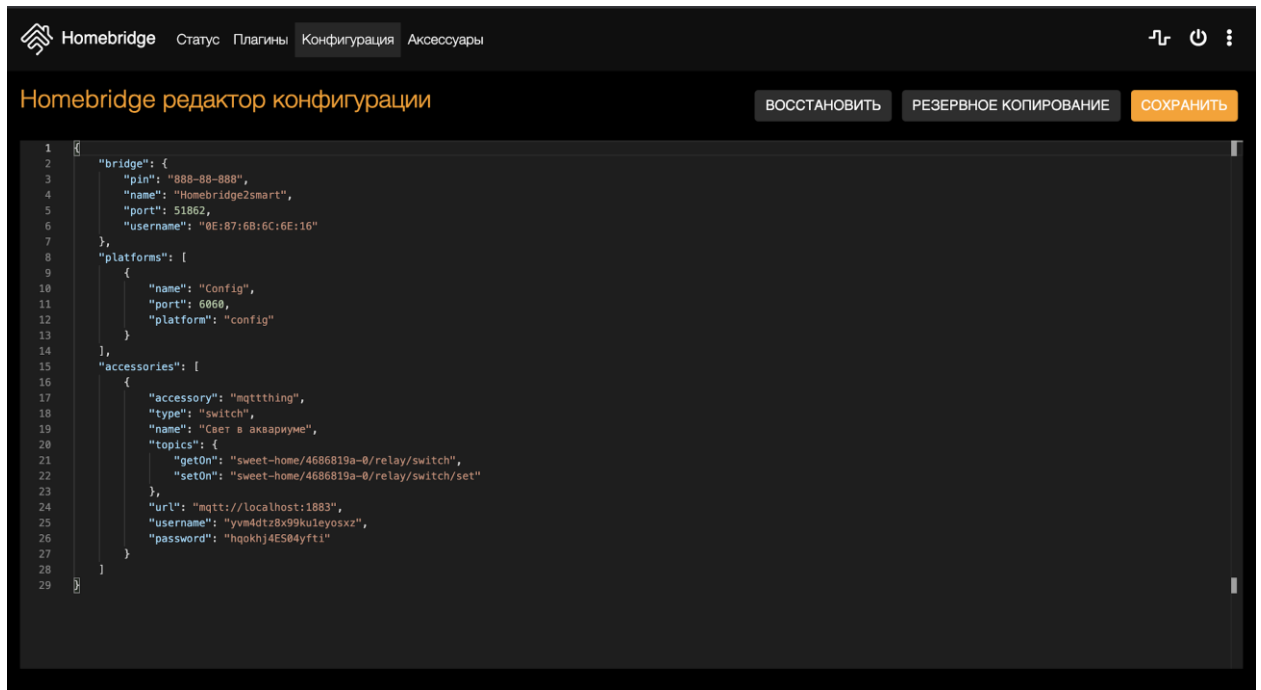 Homebridge Статус Плагины Конфигурация Аксессуары
Homebridge редактор конфигурации ВОССТАНОВИТЬ РЕЗЕРВНОЕ КОПИРОВАНИЕ СОХРАНИТЬ
1 {
2 "bridge": {
3 "pin": "888-88-888",
4 "name": "Homebridge2smart",
5 "port": 51862,
6 "username": "0E:87:6B:6C:6E:16"
7 },
8 "platforms": [
9 {
10 "name": "Config",
11 "port": 6060,
12 "platform": "config"
13 }
14 ],
15 "accessories": [
16 {
17 "accessory": "mqttthing",
18 "type": "switch",
19 "name": "Свет в аквариуме",
20 "topics": {
21 "getOn": "sweet-home/4686819a-0/relay/switch",
22 "setOn": "sweet-home/4686819a-0/relay/switch/set"
23 },
24 "url": "mqtt://localhost:1883",
25 "username": "yvm4dtz8x99ku1eyosxz",
26 "password": "hqokhj4ES04yfti"
27 }
28 ]
29 }